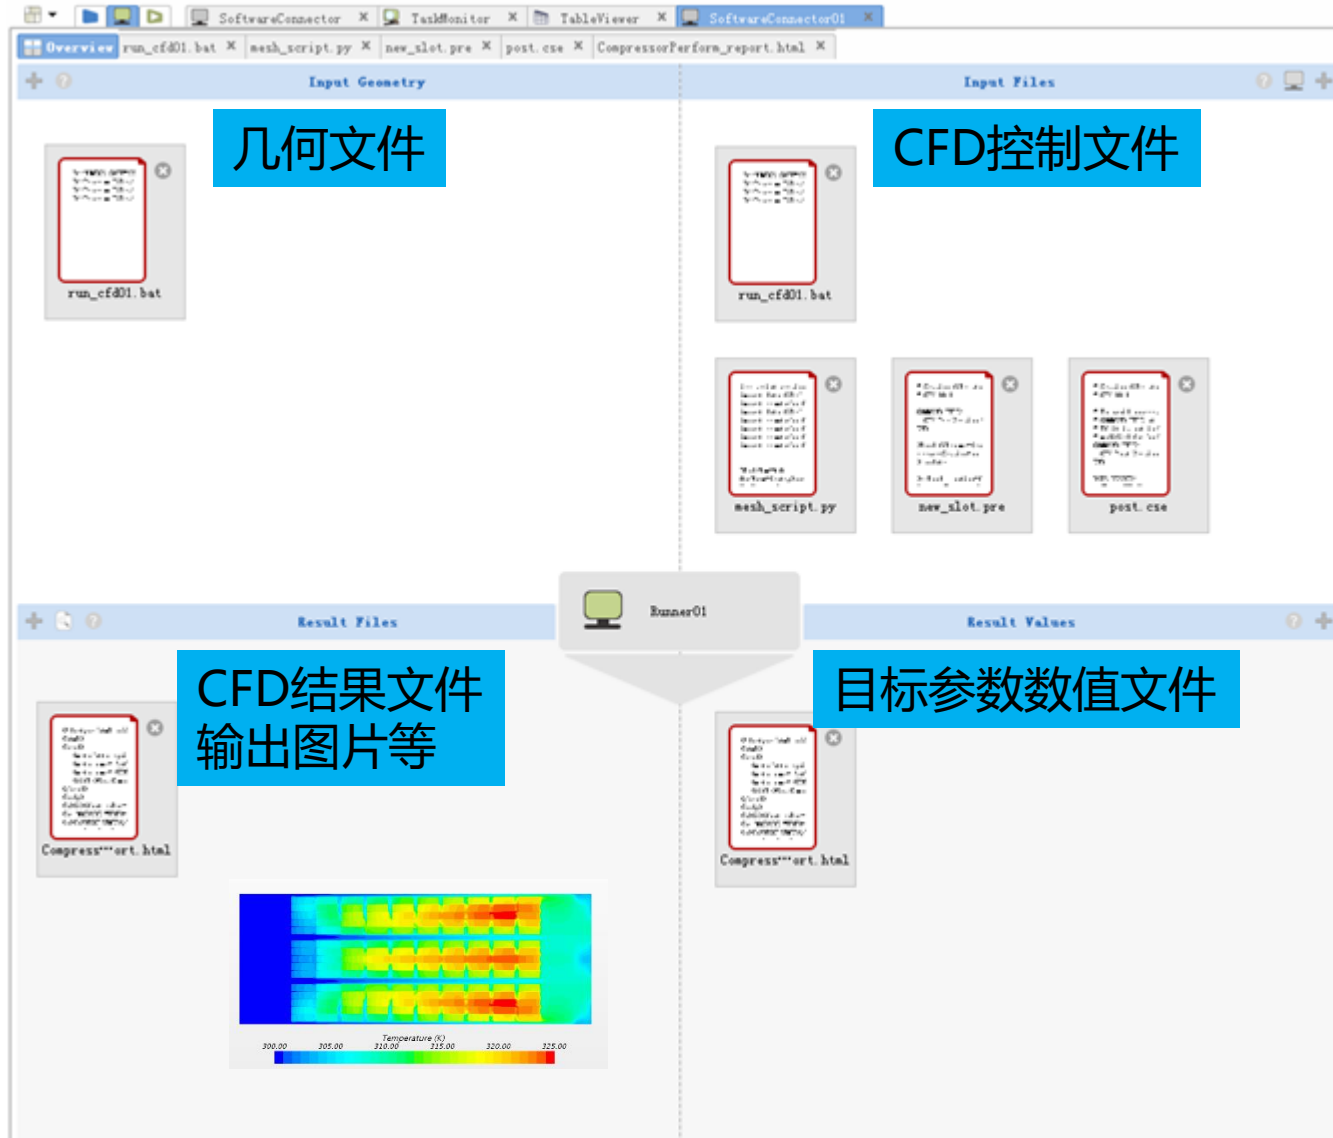 SoftwareConnector
TaskMonitor
TableViewer
SoftwareConnector01
Overview
run_cfd01.bat
mesh_script.py
new_slot.pre
post.cse
CompressorPerform_report.html
Input Geometry
Input Files
几何文件
CFD控制文件
run_cfd01.bat
run_cfd01.bat
mesh_script.py
new_slot.pre
post.cse
Runner01
Result Files
Result Values
CFD结果文件
输出图片等
目标参数数值文件
Compress***ort.html
Compress***ort.html
Temperature (K)
300.00 305.00 310.00 315.00 320.00 325.00